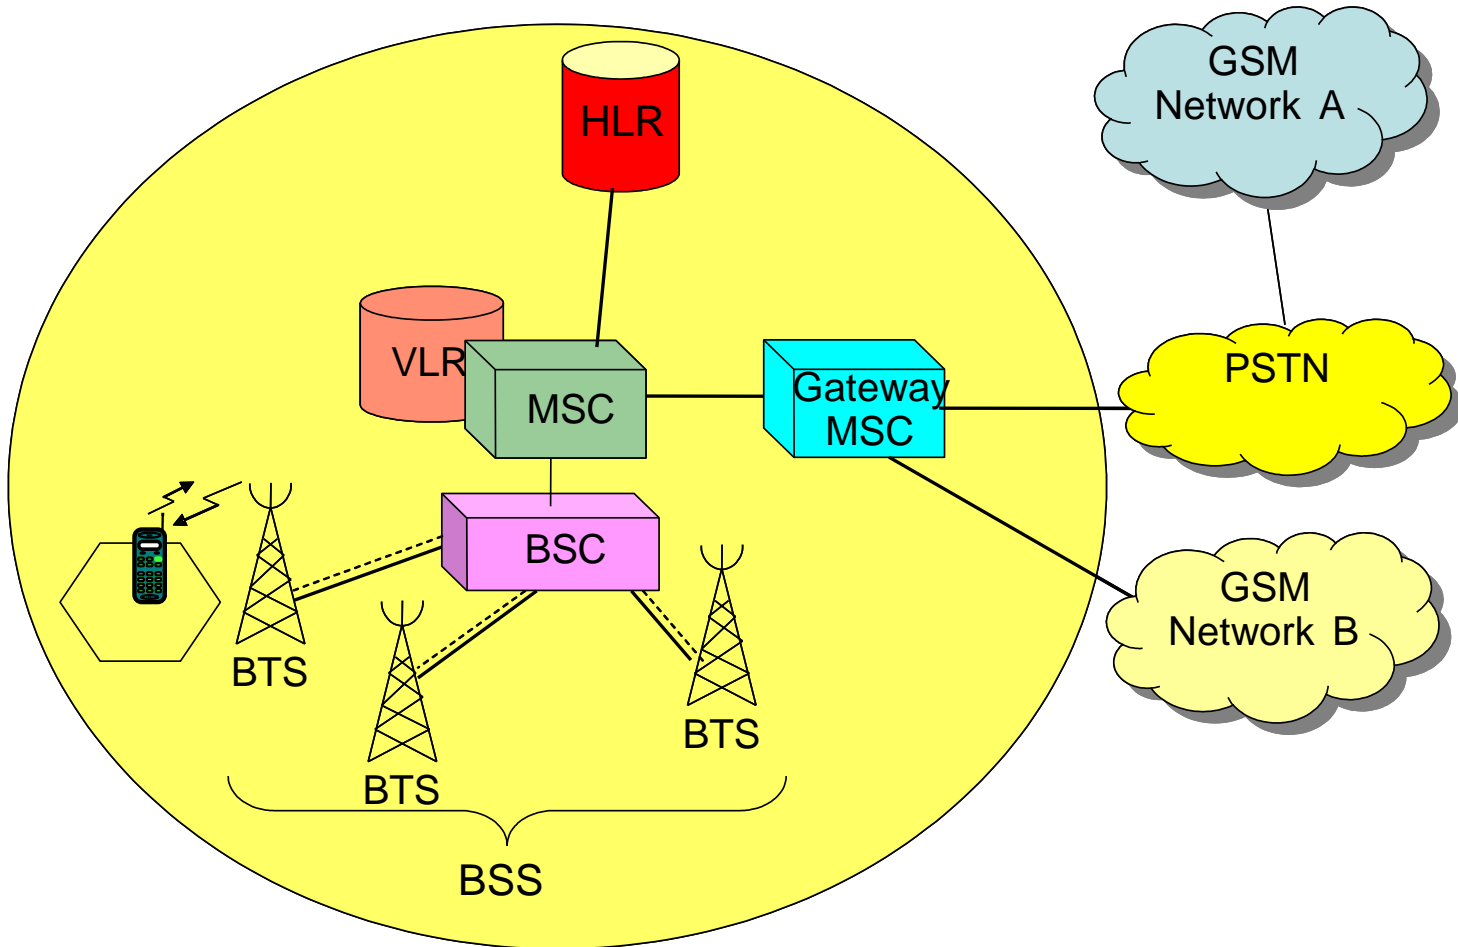 GSM
Network A
HLR
VLR
MSC
Gateway
MSC
PSTN
BSC
GSM
Network B
BTS
BTS
BTS
BSS